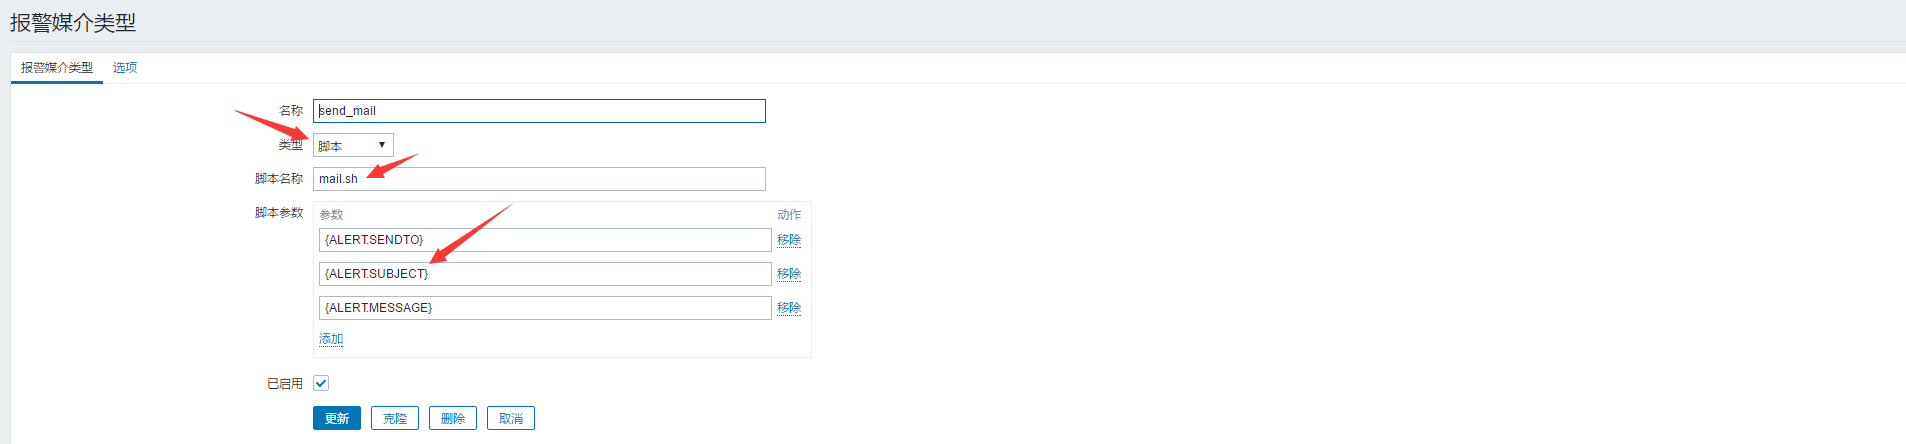 报警媒介类型
报警媒介类型 选项
名称 send_mail
类型 脚本
脚本名称 mail.sh
脚本参数 参数 动作
{ALERT.SENDTO} 移除
{ALERT.SUBJECT} 移除
{ALERT.MESSAGE} 移除
添加
已启用
更新 克隆 删除 取消